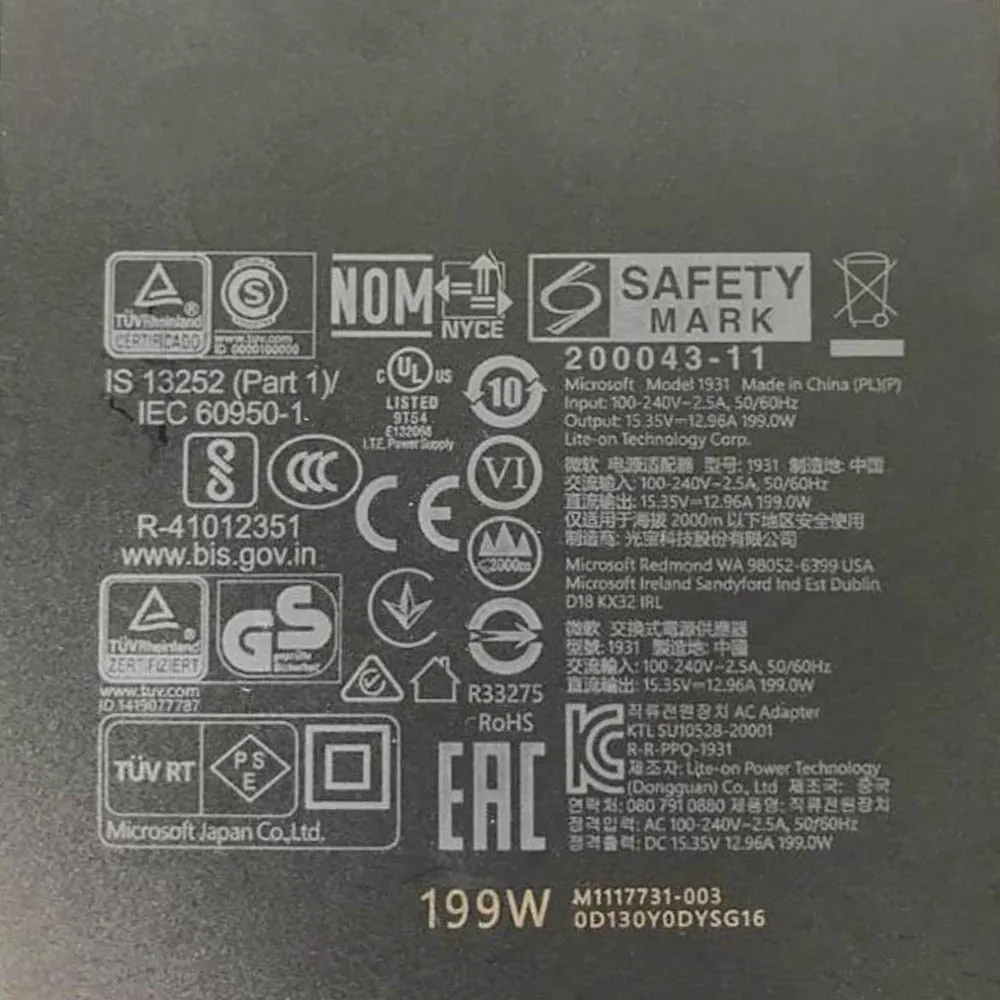 TÜVRheinland
CERTIFICADO
S
www.tuv.com
ID 0000100000
NOM
NYCE
SAFETY
MARK
200043-11
IS 13252 (Part 1)/
IEC 60950-1
R-41012351
www.bis.gov.in
C UL US
LISTED
9T54
E132068
I.T.E. Power Supply
10
CCC
VI
CE
2000m
TÜVRheinland
ZERTIFIZIERT
www.tuv.com
ID 1419077787
GS
geprüfte
Sicherheit
R33275
RoHS
TÜV RT
PSE
Microsoft Japan Co.,Ltd.
EAC
Microsoft Model 1931 Made in China (PL)(P)
Input: 100-240V~2.5A, 50/60Hz
Output: 15.35V⎓12.96A 199.0W
Lite-on Technology Corp.
微软 电源适配器 型号: 1931 制造地: 中国
交流输入: 100-240V~2.5A, 50/60Hz
直流输出: 15.35V⎓12.96A 199.0W
仅适用于海拔 2000m 以下地区安全使用
制造商: 光宝科技股份有限公司
Microsoft Redmond WA 98052-6399 USA
Microsoft Ireland Sandyford Ind Est Dublin
D18 KX32 IRL
微軟 交換式電源供應器
型號: 1931 製造地: 中國
交流輸入: 100-240V~2.5A, 50/60Hz
直流輸出: 15.35V⎓12.96A 199.0W
직류전원장치 AC Adapter
KTL SU10528-20001
R-R-PPQ-1931
제조자: Lite-on Power Technology
(Dongguan) Co., Ltd 제조국: 중국
연락처: 080 791 0880 제품명: 직류전원장치
정격입력: AC 100-240V~2.5A, 50/60Hz
정격출력: DC 15.35V 12.96A 199.0W
199W
M1117731-003
0D130Y0DYSG16